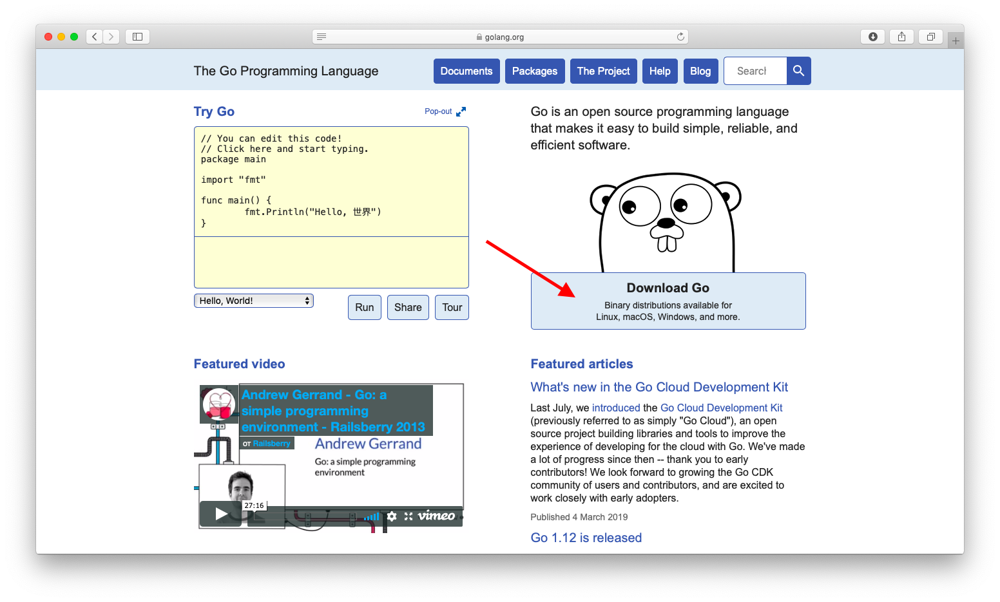 golang.org
The Go Programming Language
Documents
Packages
The Project
Help
Blog
Search
Try Go
Pop-out
// You can edit this code!
// Click here and start typing.
package main
import "fmt"
func main() {
fmt.Println("Hello, 世界")
}
Hello, World!
Run
Share
Tour
Go is an open source programming language
that makes it easy to build simple, reliable, and
efficient software.
Download Go
Binary distributions available for
Linux, macOS, Windows, and more.
Featured video
Andrew Gerrand - Go: a
simple programming
environment - Railsberry 2013
от Railsberry
Andrew Gerrand
Go: a simple programming
environment
27:16
vimeo
Featured articles
What's new in the Go Cloud Development Kit
Last July, we introduced the Go Cloud Development Kit
(previously referred to as simply "Go Cloud"), an open
source project building libraries and tools to improve the
experience of developing for the cloud with Go. We've made
a lot of progress since then -- thank you to early
contributors! We look forward to growing the Go CDK
community of users and contributors, and are excited to
work closely with early adopters.
Published 4 March 2019
Go 1.12 is released